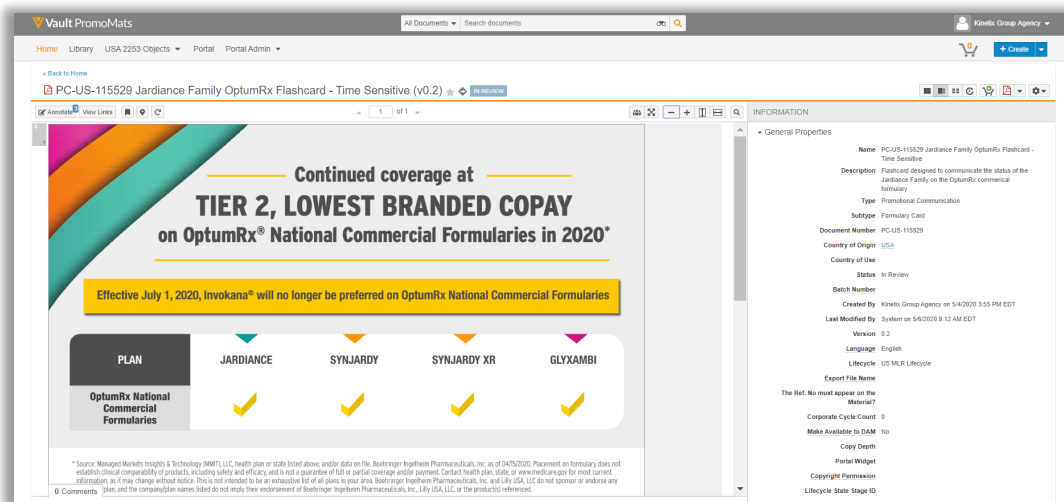 Vault PromoMats
All Documents
Search documents
Kinetix Group Agency
Home Library USA 2253 Objects Portal Portal Admin
0
+ Create
« Back to Home
PC-US-115529 Jardiance Family OptumRx Flashcard - Time Sensitive (v0.2)
IN REVIEW
Annotate 3 View Links
1 of 1
Continued coverage at
TIER 2, LOWEST BRANDED COPAY
on OptumRx® National Commercial Formularies in 2020*
Effective July 1, 2020, Invokana® will no longer be preferred on OptumRx National Commercial Formularies
PLAN JARDIANCE SYNJARDY SYNJARDY XR GLYXAMBI
OptumRx National
Commercial
Formularies
* Source: Managed Markets Insights & Technology (MMIT), LLC, health plan or state listed above, and/or data on file, Boehringer Ingelheim Pharmaceuticals, Inc. as of 04/15/2020. Placement on formulary does not
establish clinical comparability of products, including safety and efficacy, and is not a guarantee of full or partial coverage and/or payment. Contact health plan, state, or www.medicare.gov for most current
information, as it may change without notice. This is not intended to be an exhaustive list of all plans in your area. Boehringer Ingelheim Pharmaceuticals, Inc. and Lilly USA, LLC do not sponsor or endorse any
plan, and the company/plan names listed do not imply their endorsement of Boehringer Ingelheim Pharmaceuticals, Inc., Lilly USA, LLC, or the product(s) referenced.
0 Comments
INFORMATION
General Properties
Name PC-US-115529 Jardiance Family OptumRx Flashcard -
Time Sensitive
Description Flashcard designed to communicate the status of the
Jardiance Family on the OptumRx commerical
formulary
Type Promotional Communication
Subtype Formulary Card
Document Number PC-US-115529
Country of Origin USA
Country of Use
Status In Review
Batch Number
Created By Kinetix Group Agency on 5/4/2020 3:55 PM EDT
Last Modified By System on 5/6/2020 9:12 AM EDT
Version 0.2
Language English
Lifecycle US MLR Lifecycle
Export File Name
The Ref. No must appear on the
Material?
Corporate Cycle Count 0
Make Available to DAM No
Copy Depth
Portal Widget
Copyright Permission
Lifecycle State Stage ID